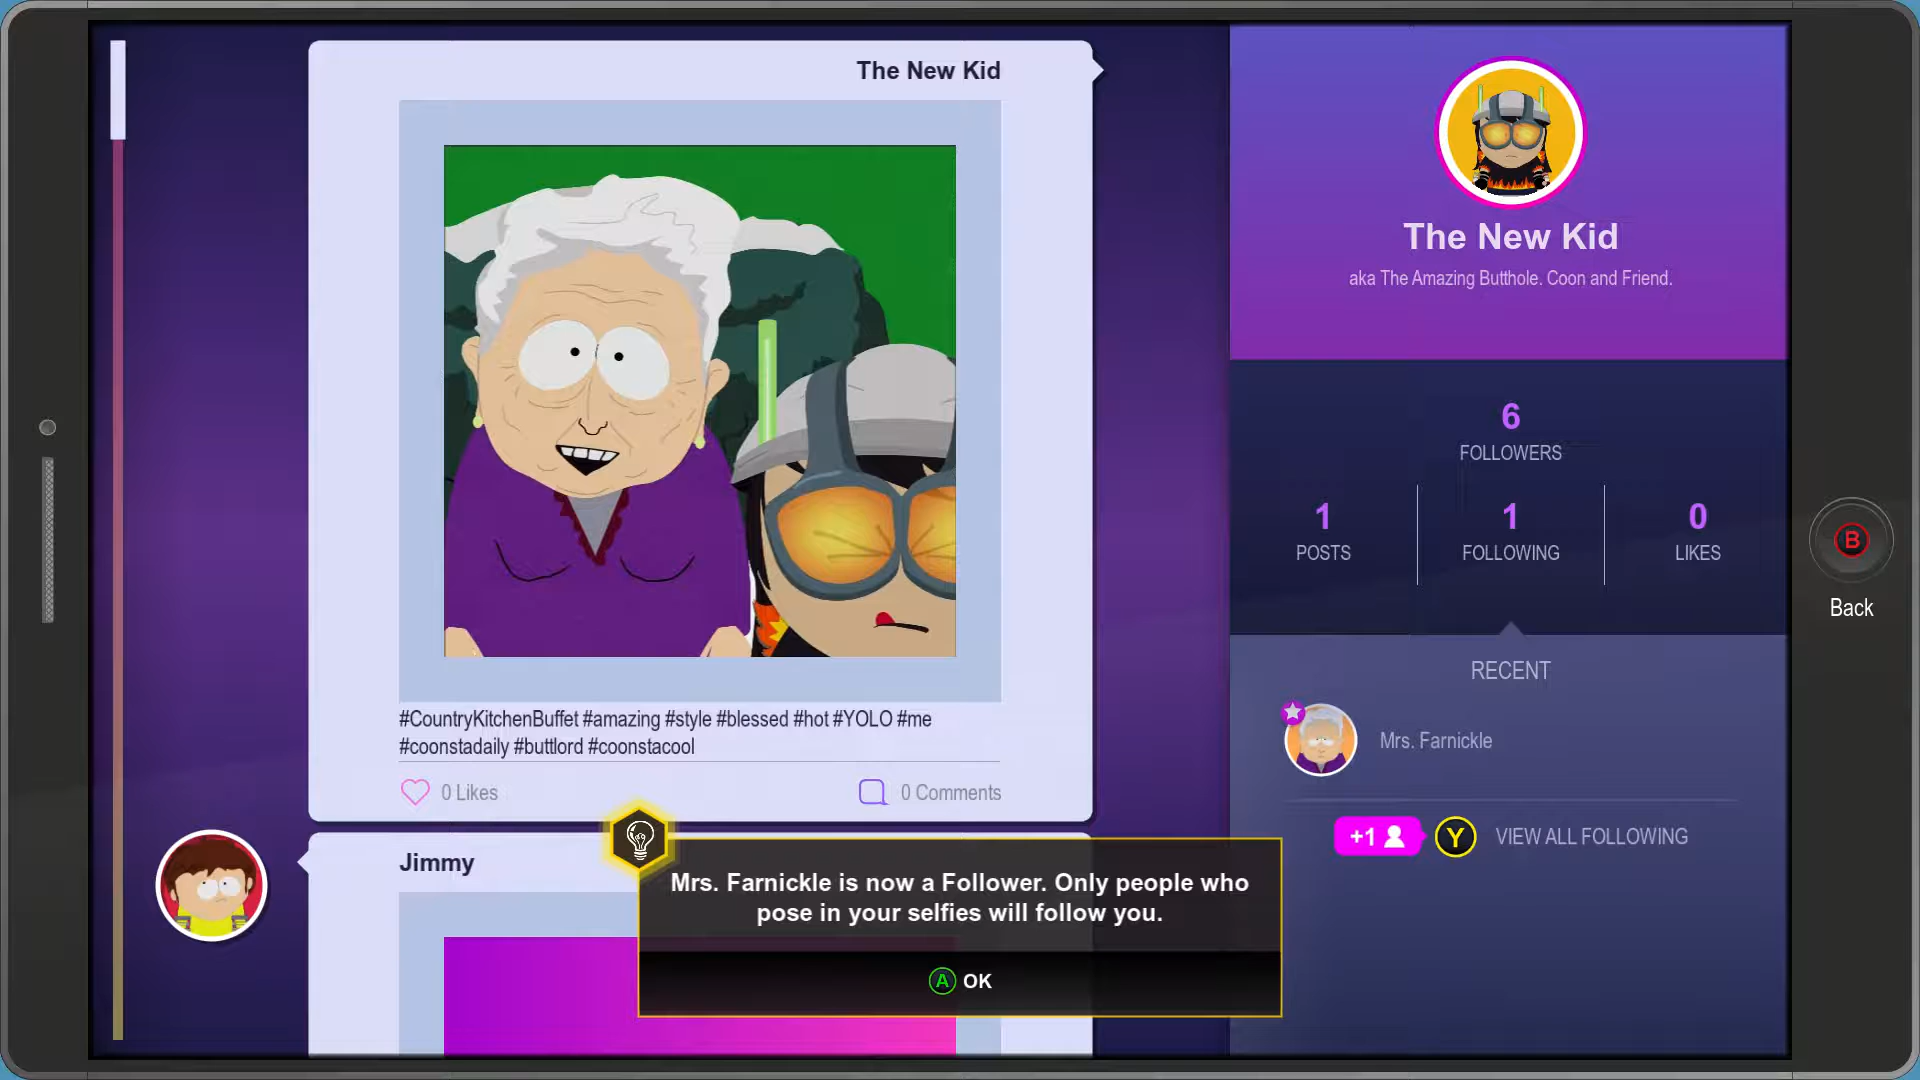 The New Kid
#CountryKitchenBuffet #amazing #style #blessed #hot #YOLO #me
#coonstadaily #buttlord #coonstacool
0 Likes
0 Comments
Jimmy
The New Kid
aka The Amazing Butthole. Coon and Friend.
6
FOLLOWERS
1
POSTS
1
FOLLOWING
0
LIKES
RECENT
Mrs. Farnickle
+1
Y
VIEW ALL FOLLOWING
Mrs. Farnickle is now a Follower. Only people who
pose in your selfies will follow you.
A OK
B
Back